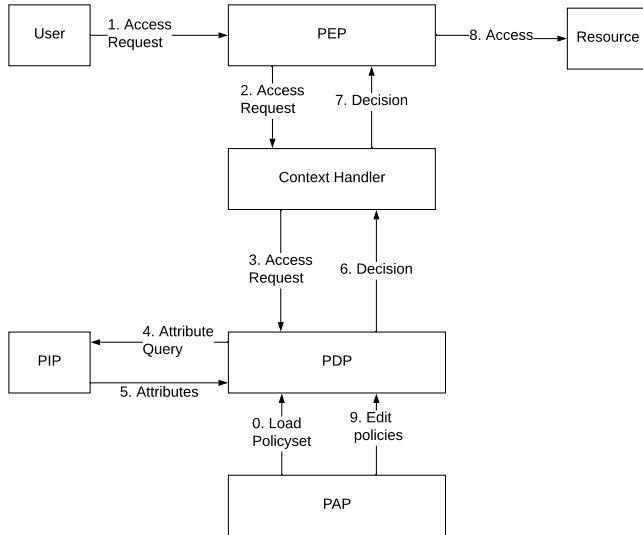 User
1. Access
Request
PEP
8. Access
Resource
2. Access
Request
7. Decision
Context Handler
3. Access
Request
6. Decision
PIP
4. Attribute
Query
5. Attributes
PDP
0. Load
Policyset
9. Edit
policies
PAP